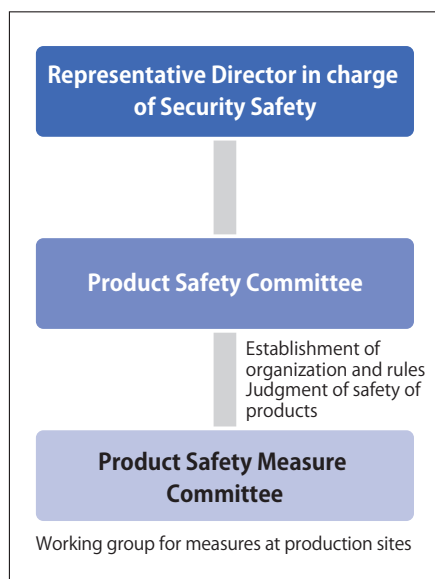 Representative Director in charge
of Security Safety
Product Safety Committee
Establishment of
organization and rules
Judgment of safety of
products
Product Safety Measure
Committee
Working group for measures at production sites